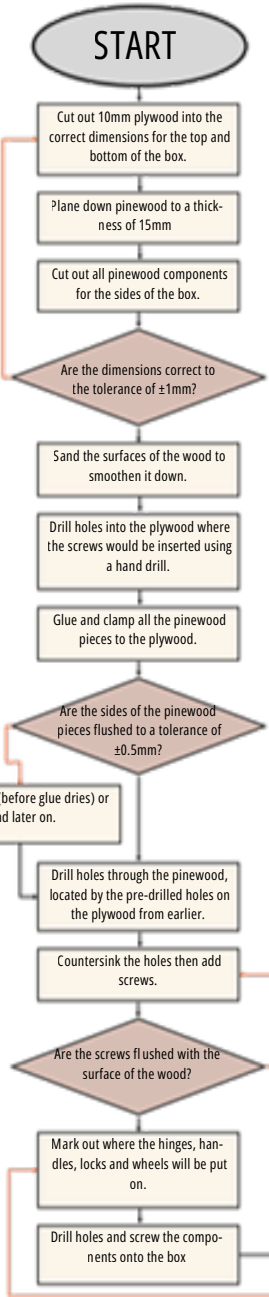 START
Cut out 10mm plywood into the
correct dimensions for the top and
bottom of the box.
Plane down pinewood to a thick-
ness of 15mm
Cut out all pinewood components
for the sides of the box.
Are the dimensions correct to
the tolerance of ±1mm?
Sand the surfaces of the wood to
smoothen it down.
Drill holes into the plywood where
the screws would be inserted using
a hand drill.
Glue and clamp all the pinewood
pieces to the plywood.
Are the sides of the pinewood
pieces flushed to a tolerance of
±0.5mm?
(before glue dries) or
later on.
Drill holes through the pinewood,
located by the pre-drilled holes on
the plywood from earlier.
Countersink the holes then add
screws.
Are the screws flushed with the
surface of the wood?
Mark out where the hinges, han-
dles, locks and wheels will be put
on.
Drill holes and screw the compo-
nents onto the box